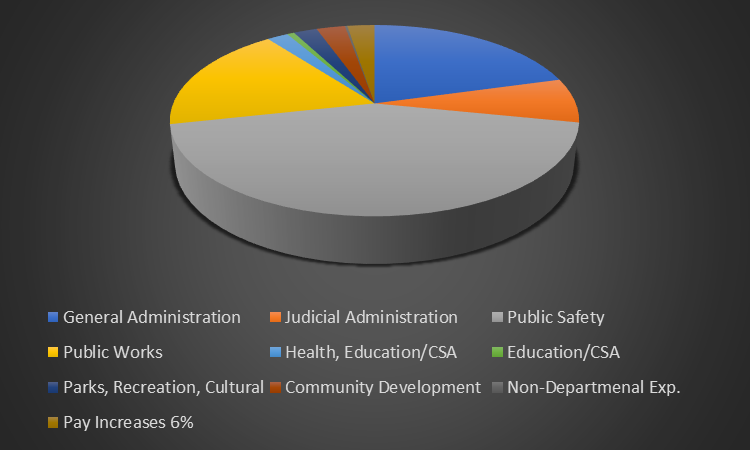 General Administration
Judicial Administration
Public Safety
Public Works
Health, Education/CSA
Education/CSA
Parks, Recreation, Cultural
Community Development
Non-Departmenal Exp.
Pay Increases 6%